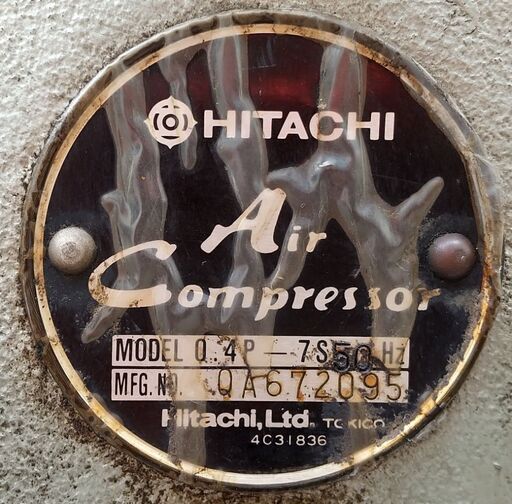 HITACHI
Air
Compressor
MODEL 0.4P-7S 50 Hz
MFG. NO. QA672095
Hitachi, Ltd. TOKICO
4C31836